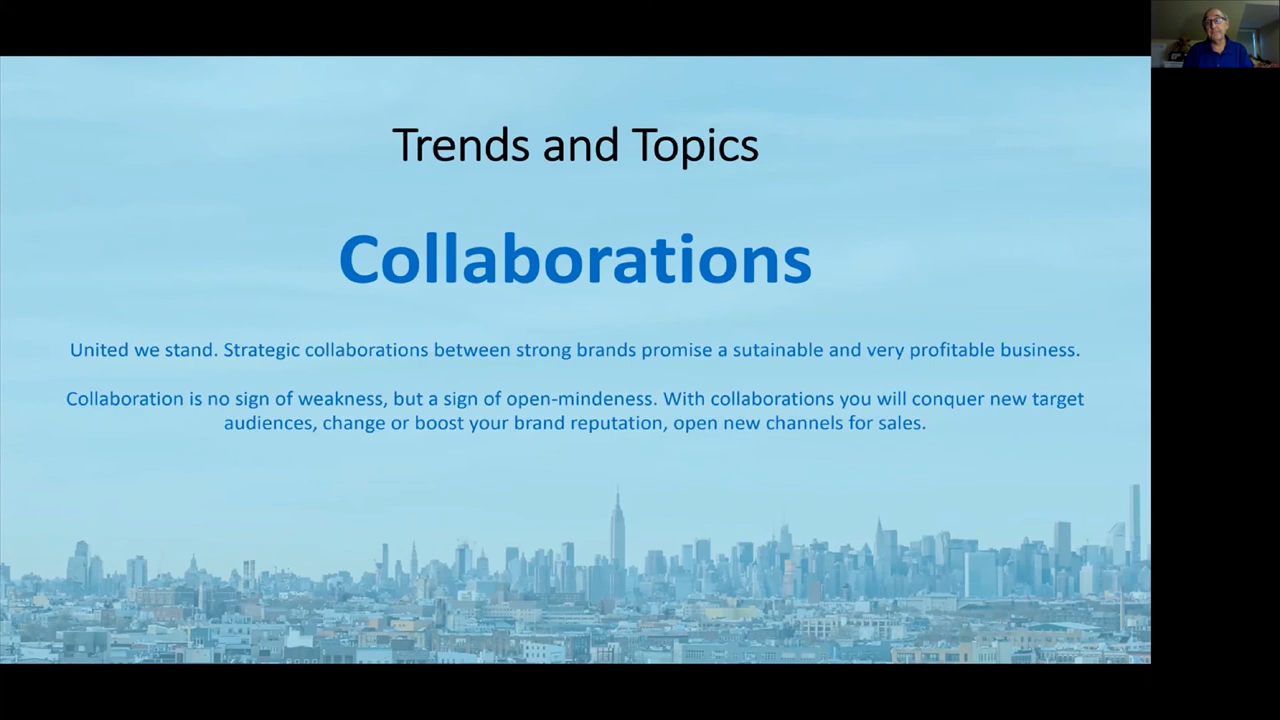 Trends and Topics
Collaborations
United we stand. Strategic collaborations between strong brands promise a sutainable and very profitable business.
Collaboration is no sign of weakness, but a sign of open-mindeness. With collaborations you will conquer new target
audiences, change or boost your brand reputation, open new channels for sales.